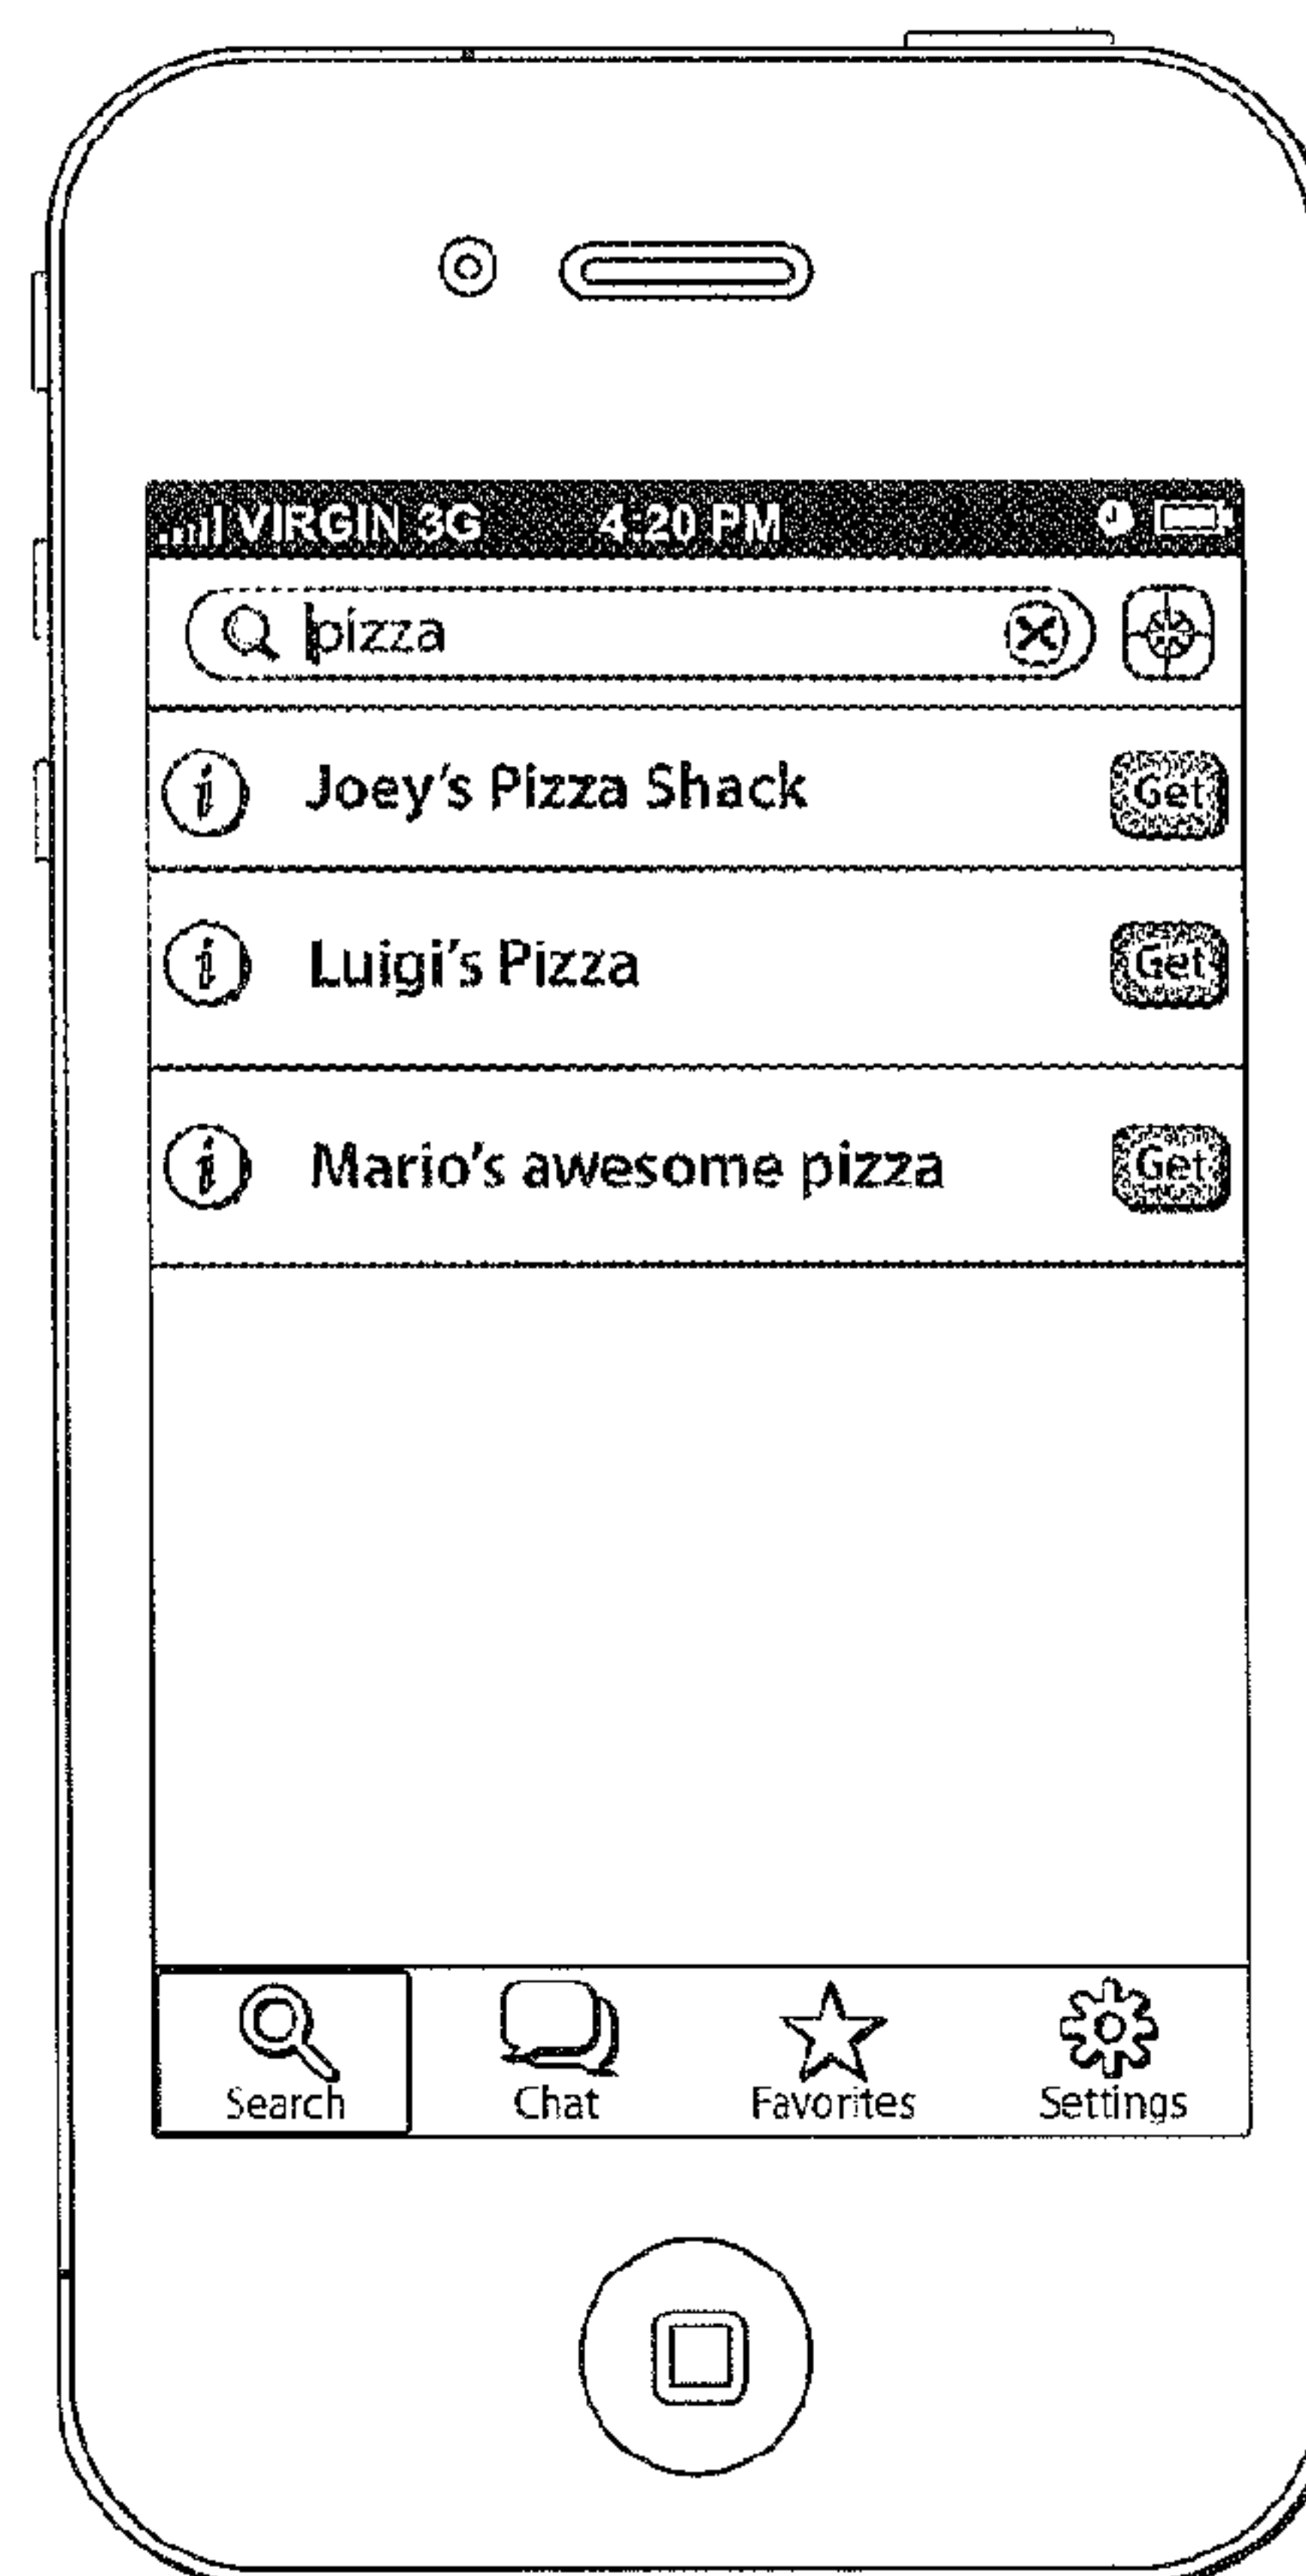 VIRGIN 3G 4:20 PM
pizza
i Joey's Pizza Shack Get
i Luigi's Pizza Get
i Mario's awesome pizza Get
Search Chat Favorites Settings